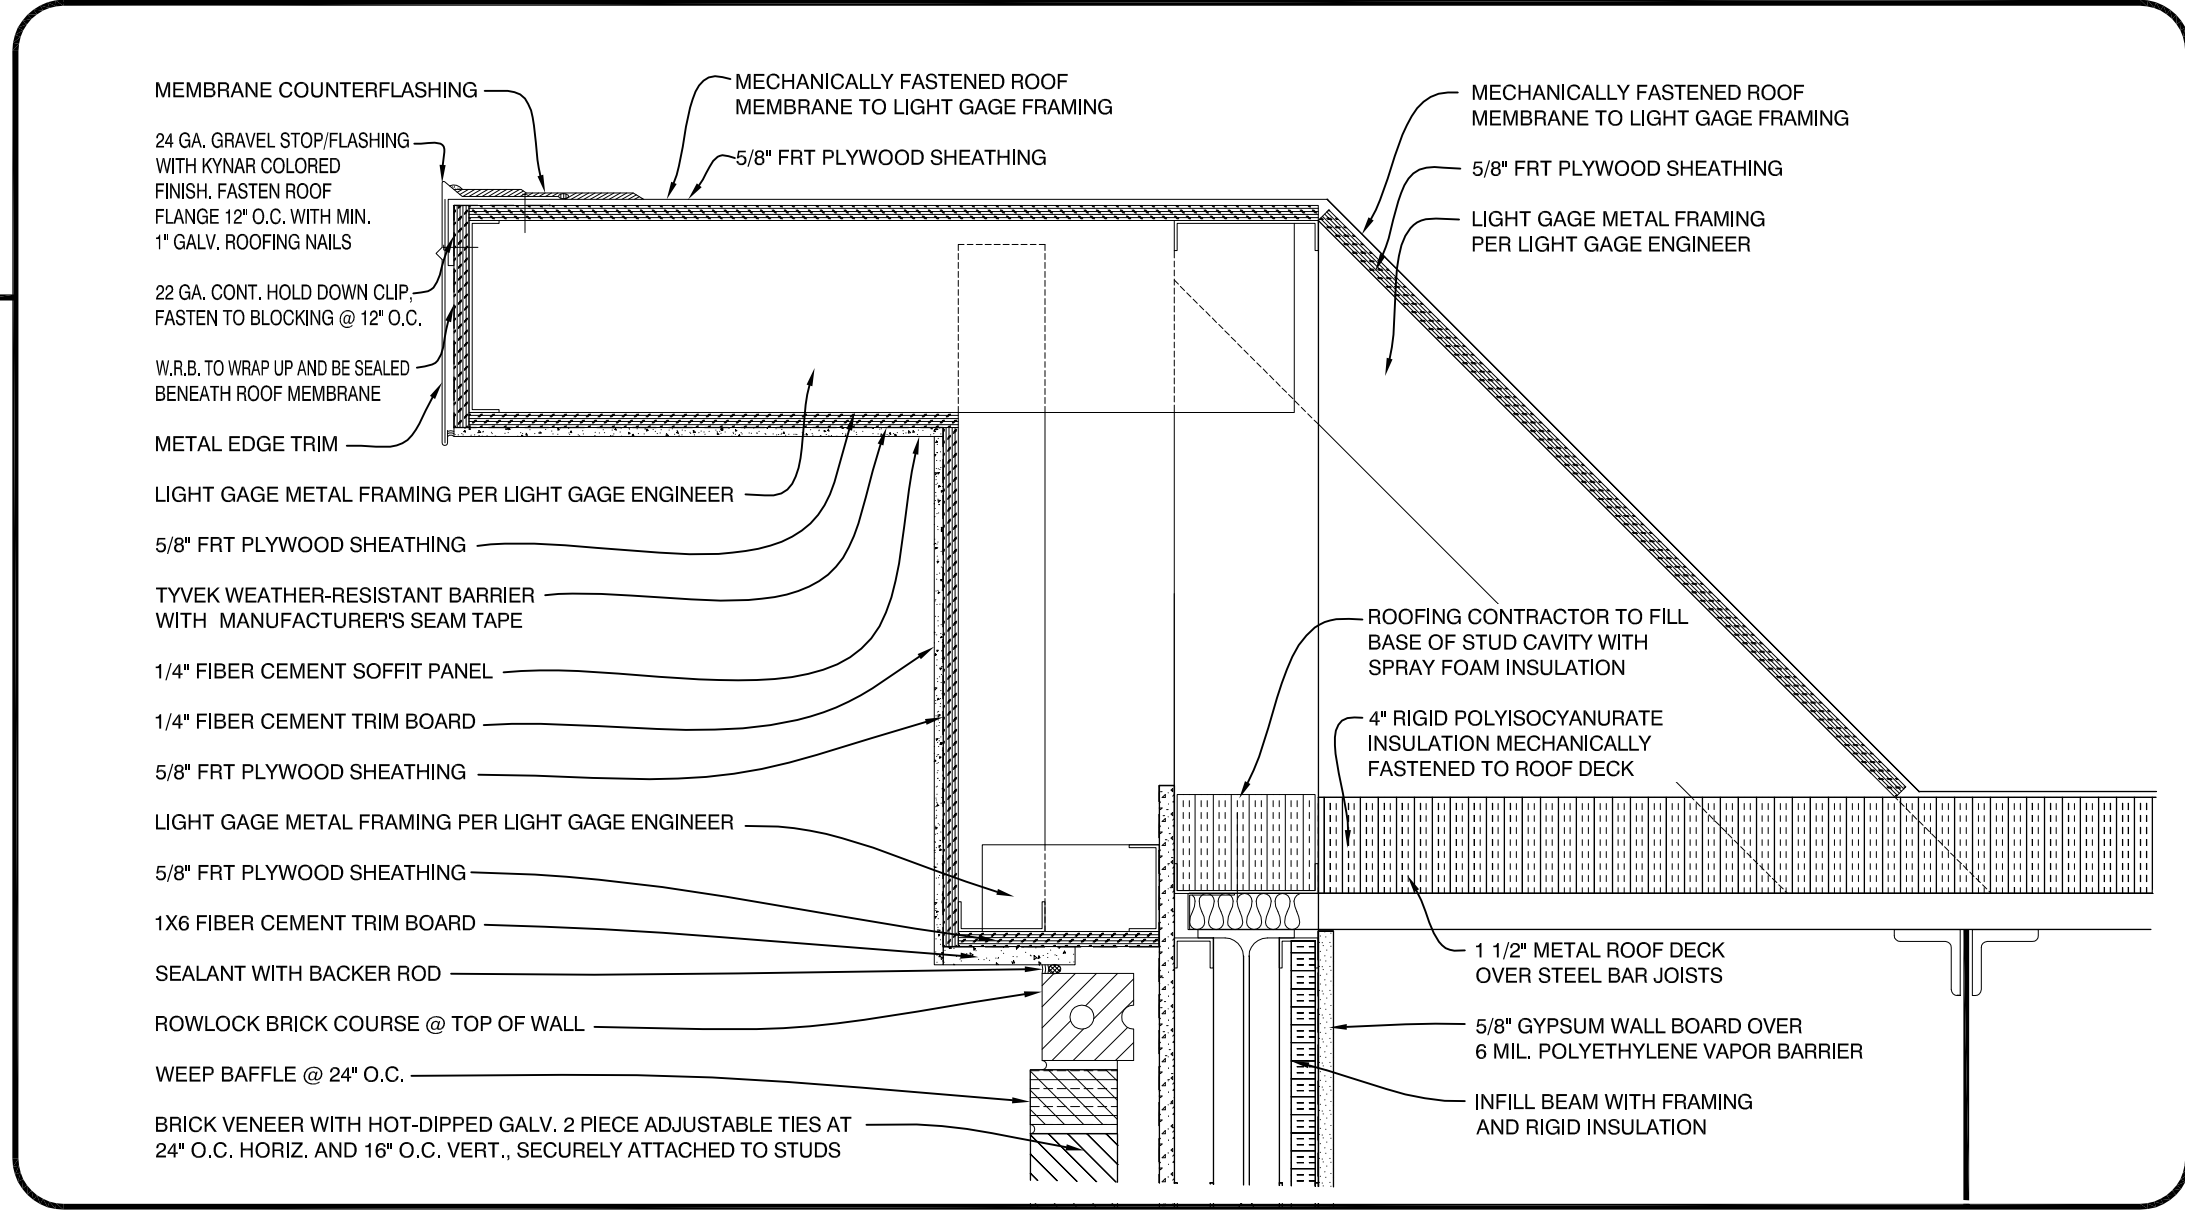 MEMBRANE COUNTERFLASHING
24 GA. GRAVEL STOP/FLASHING
WITH KYNAR COLORED
FINISH. FASTEN ROOF
FLANGE 12" O.C. WITH MIN.
1" GALV. ROOFING NAILS
22 GA. CONT. HOLD DOWN CLIP,
FASTEN TO BLOCKING @ 12" O.C.
W.R.B. TO WRAP UP AND BE SEALED
BENEATH ROOF MEMBRANE
METAL EDGE TRIM
LIGHT GAGE METAL FRAMING PER LIGHT GAGE ENGINEER
5/8" FRT PLYWOOD SHEATHING
TYVEK WEATHER-RESISTANT BARRIER
WITH MANUFACTURER'S SEAM TAPE
1/4" FIBER CEMENT SOFFIT PANEL
1/4" FIBER CEMENT TRIM BOARD
5/8" FRT PLYWOOD SHEATHING
LIGHT GAGE METAL FRAMING PER LIGHT GAGE ENGINEER
5/8" FRT PLYWOOD SHEATHING
1X6 FIBER CEMENT TRIM BOARD
SEALANT WITH BACKER ROD
ROWLOCK BRICK COURSE @ TOP OF WALL
WEEP BAFFLE @ 24" O.C.
BRICK VENEER WITH HOT-DIPPED GALV. 2 PIECE ADJUSTABLE TIES AT
24" O.C. HORIZ. AND 16" O.C. VERT., SECURELY ATTACHED TO STUDS
MECHANICALLY FASTENED ROOF
MEMBRANE TO LIGHT GAGE FRAMING
5/8" FRT PLYWOOD SHEATHING
MECHANICALLY FASTENED ROOF
MEMBRANE TO LIGHT GAGE FRAMING
5/8" FRT PLYWOOD SHEATHING
LIGHT GAGE METAL FRAMING
PER LIGHT GAGE ENGINEER
ROOFING CONTRACTOR TO FILL
BASE OF STUD CAVITY WITH
SPRAY FOAM INSULATION
4" RIGID POLYISOCYANURATE
INSULATION MECHANICALLY
FASTENED TO ROOF DECK
1 1/2" METAL ROOF DECK
OVER STEEL BAR JOISTS
5/8" GYPSUM WALL BOARD OVER
6 MIL. POLYETHYLENE VAPOR BARRIER
INFILL BEAM WITH FRAMING
AND RIGID INSULATION